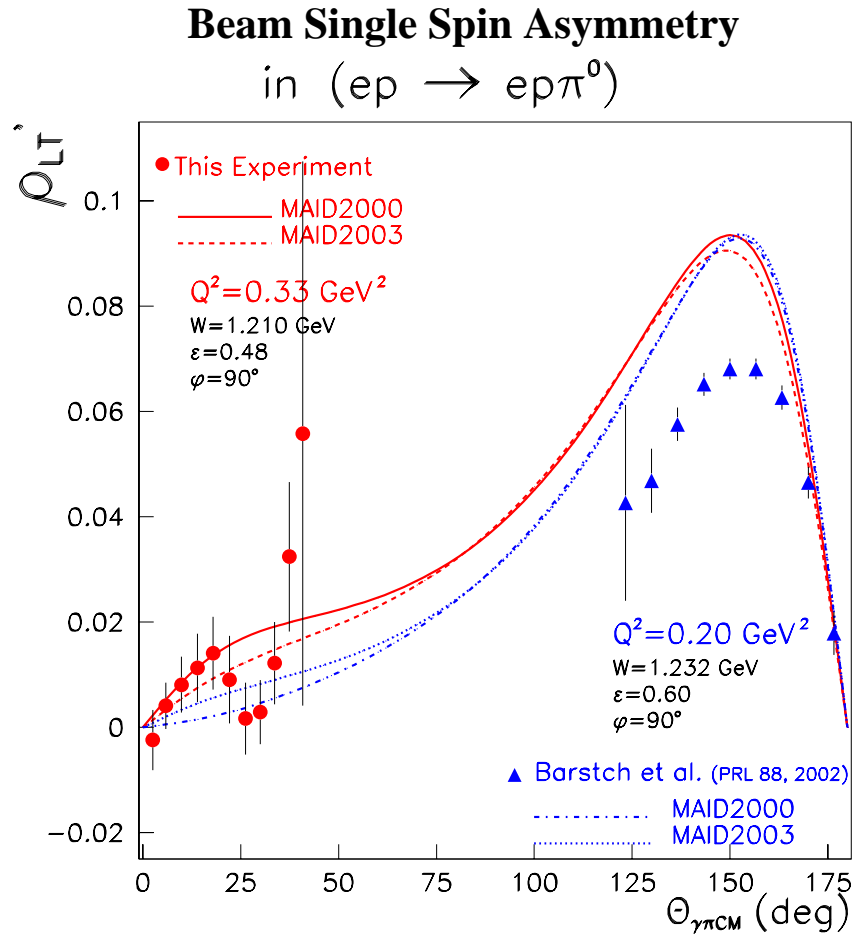 Beam Single Spin Asymmetry
in (ep → epπ⁰)
ρ_LT'
This Experiment
MAID2000
MAID2003
Q²=0.33 GeV²
W=1.210 GeV
ε=0.48
φ=90°
0.1
0.08
0.06
0.04
0.02
0
−0.02
Q²=0.20 GeV²
W=1.232 GeV
ε=0.60
φ=90°
Barstch et al. (PRL 88, 2002)
MAID2000
MAID2003
0 25 50 75 100 125 150 175
Θ_γπCM (deg)